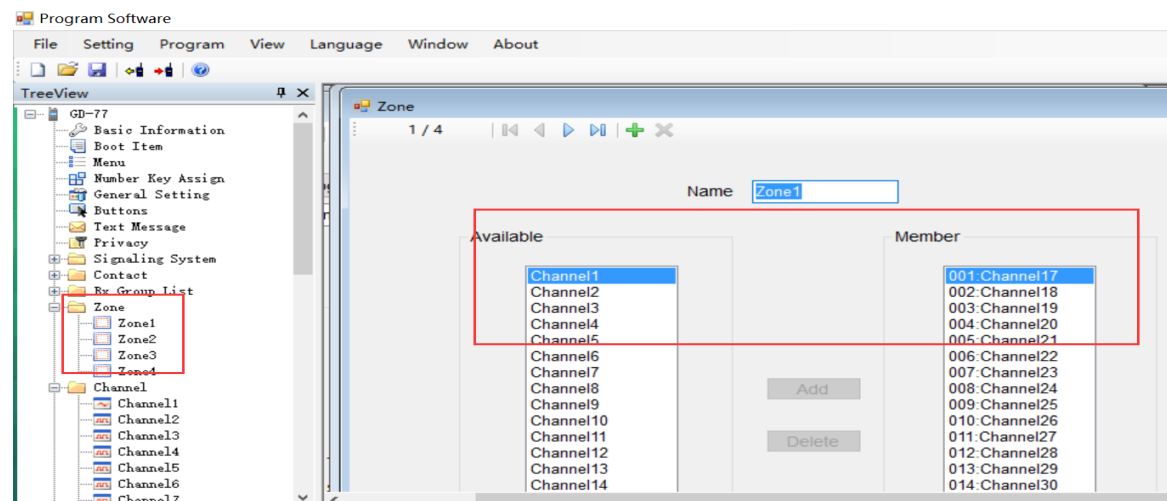 Program Software
File Setting Program View Language Window About
TreeView
GD-77
Basic Information
Boot Item
Menu
Number Key Assign
General Setting
Buttons
Text Message
Privacy
Signaling System
Contact
Rx Group List
Zone
Zone1
Zone2
Zone3
Zone4
Channel
Channel1
Channel2
Channel3
Channel4
Channel5
Channel6
Channel7
Zone
1 / 4
Name Zone1
Available
Channel1
Channel2
Channel3
Channel4
Channel5
Channel6
Channel7
Channel8
Channel9
Channel10
Channel11
Channel12
Channel13
Channel14
Add
Delete
Member
001:Channel17
002:Channel18
003:Channel19
004:Channel20
005:Channel21
006:Channel22
007:Channel23
008:Channel24
009:Channel25
010:Channel26
011:Channel27
012:Channel28
013:Channel29
014:Channel30